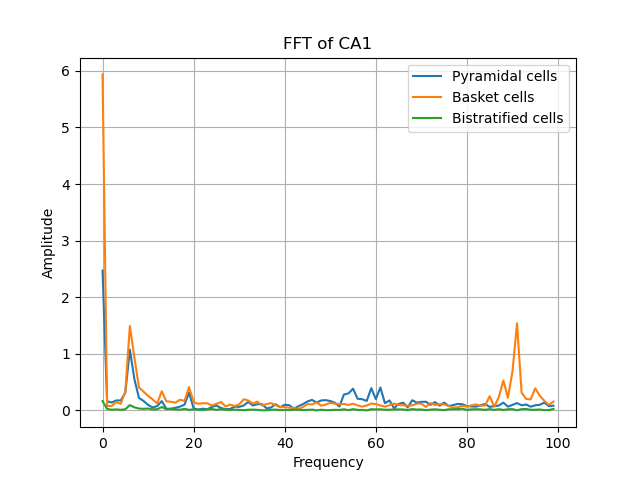 FFT of CA1
Pyramidal cells
Basket cells
Bistratified cells
Amplitude
6
5
4
3
2
1
0
0 20 40 60 80 100
Frequency